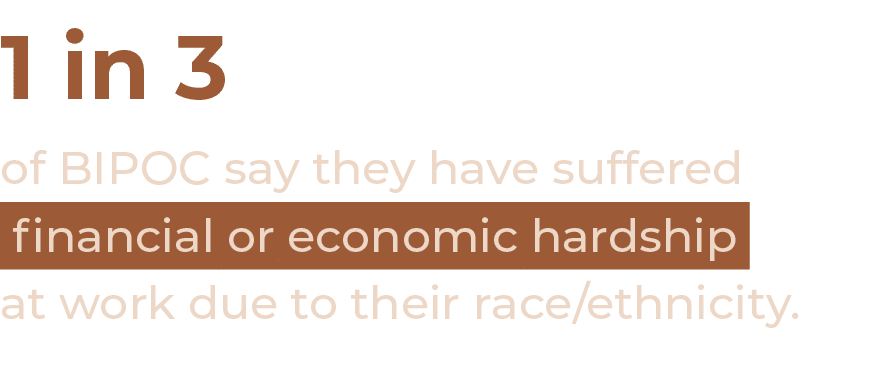 1 in 3
of BIPOC say they have suffered
financial or economic hardship
at work due to their race/ethnicity.